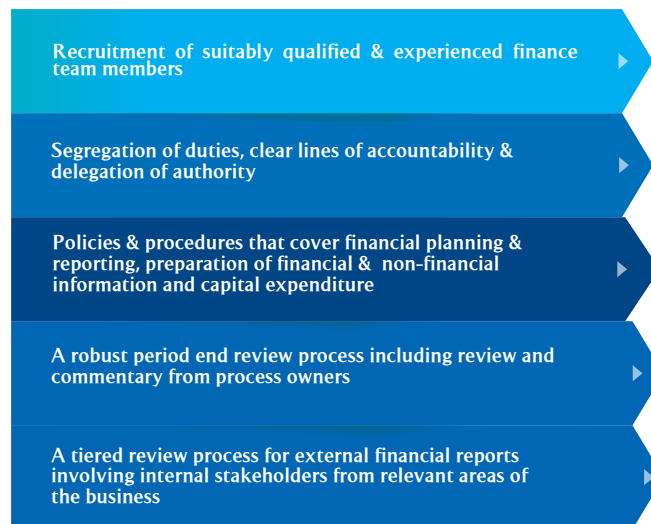 Recruitment of suitably qualified & experienced finance
team members
Segregation of duties, clear lines of accountability &
delegation of authority
Policies & procedures that cover financial planning &
reporting, preparation of financial & non-financial
information and capital expenditure
A robust period end review process including review and
commentary from process owners
A tiered review process for external financial reports
involving internal stakeholders from relevant areas of
the business